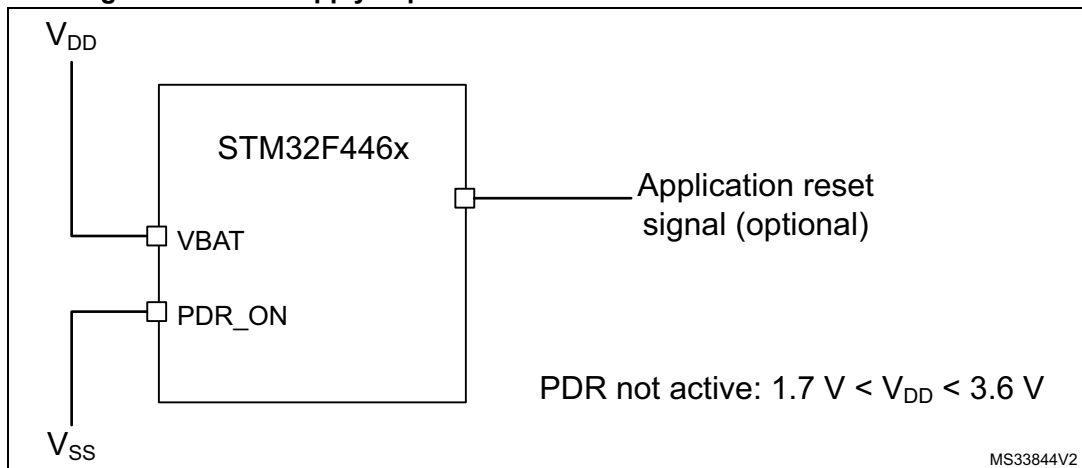 V_DD
STM32F446x
Application reset
signal (optional)
VBAT
PDR_ON
PDR not active: 1.7 V < V_DD < 3.6 V
V_SS
MS33844V2